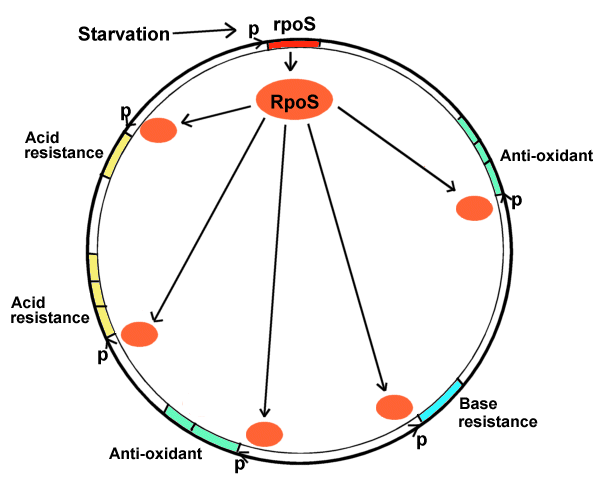 Starvation
p
rpoS
RpoS
p
Acid
resistance
Anti-oxidant
p
Acid
resistance
p
Base
resistance
p
Anti-oxidant
p